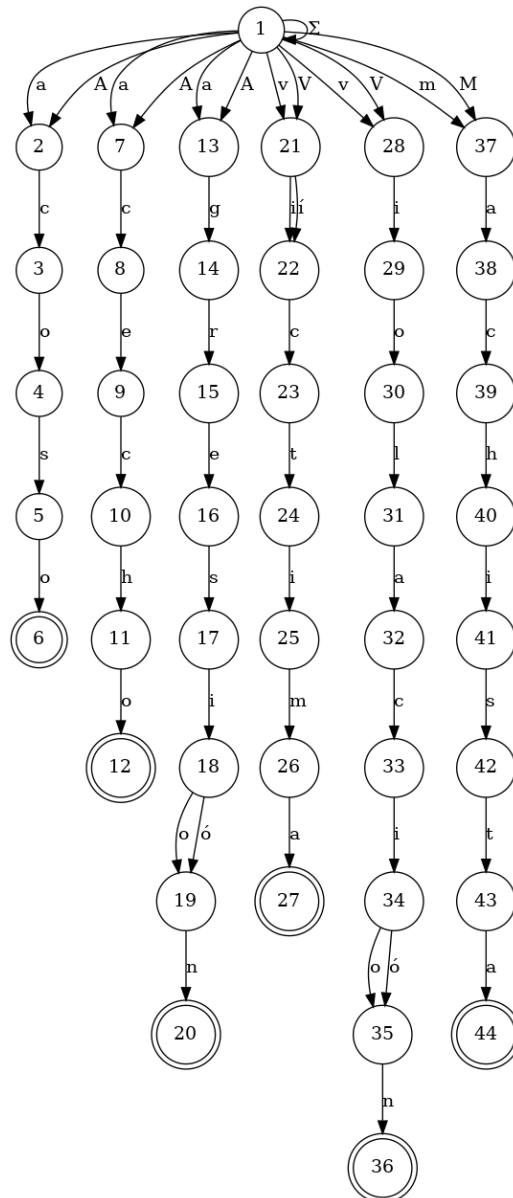 1 Σ
a A a A a A v V v V m M
2 7 13 21 28 37
c c g i í i a
3 8 14 22 29 38
o e r c o c
4 9 15 23 30 39
s c e t l h
5 10 16 24 31 40
o h s i a i
6 11 17 25 32 41
o i m c s
12 18 26 33 42
o ó a i t
19 27 34 43
n o ó a
20 35 44
n
36